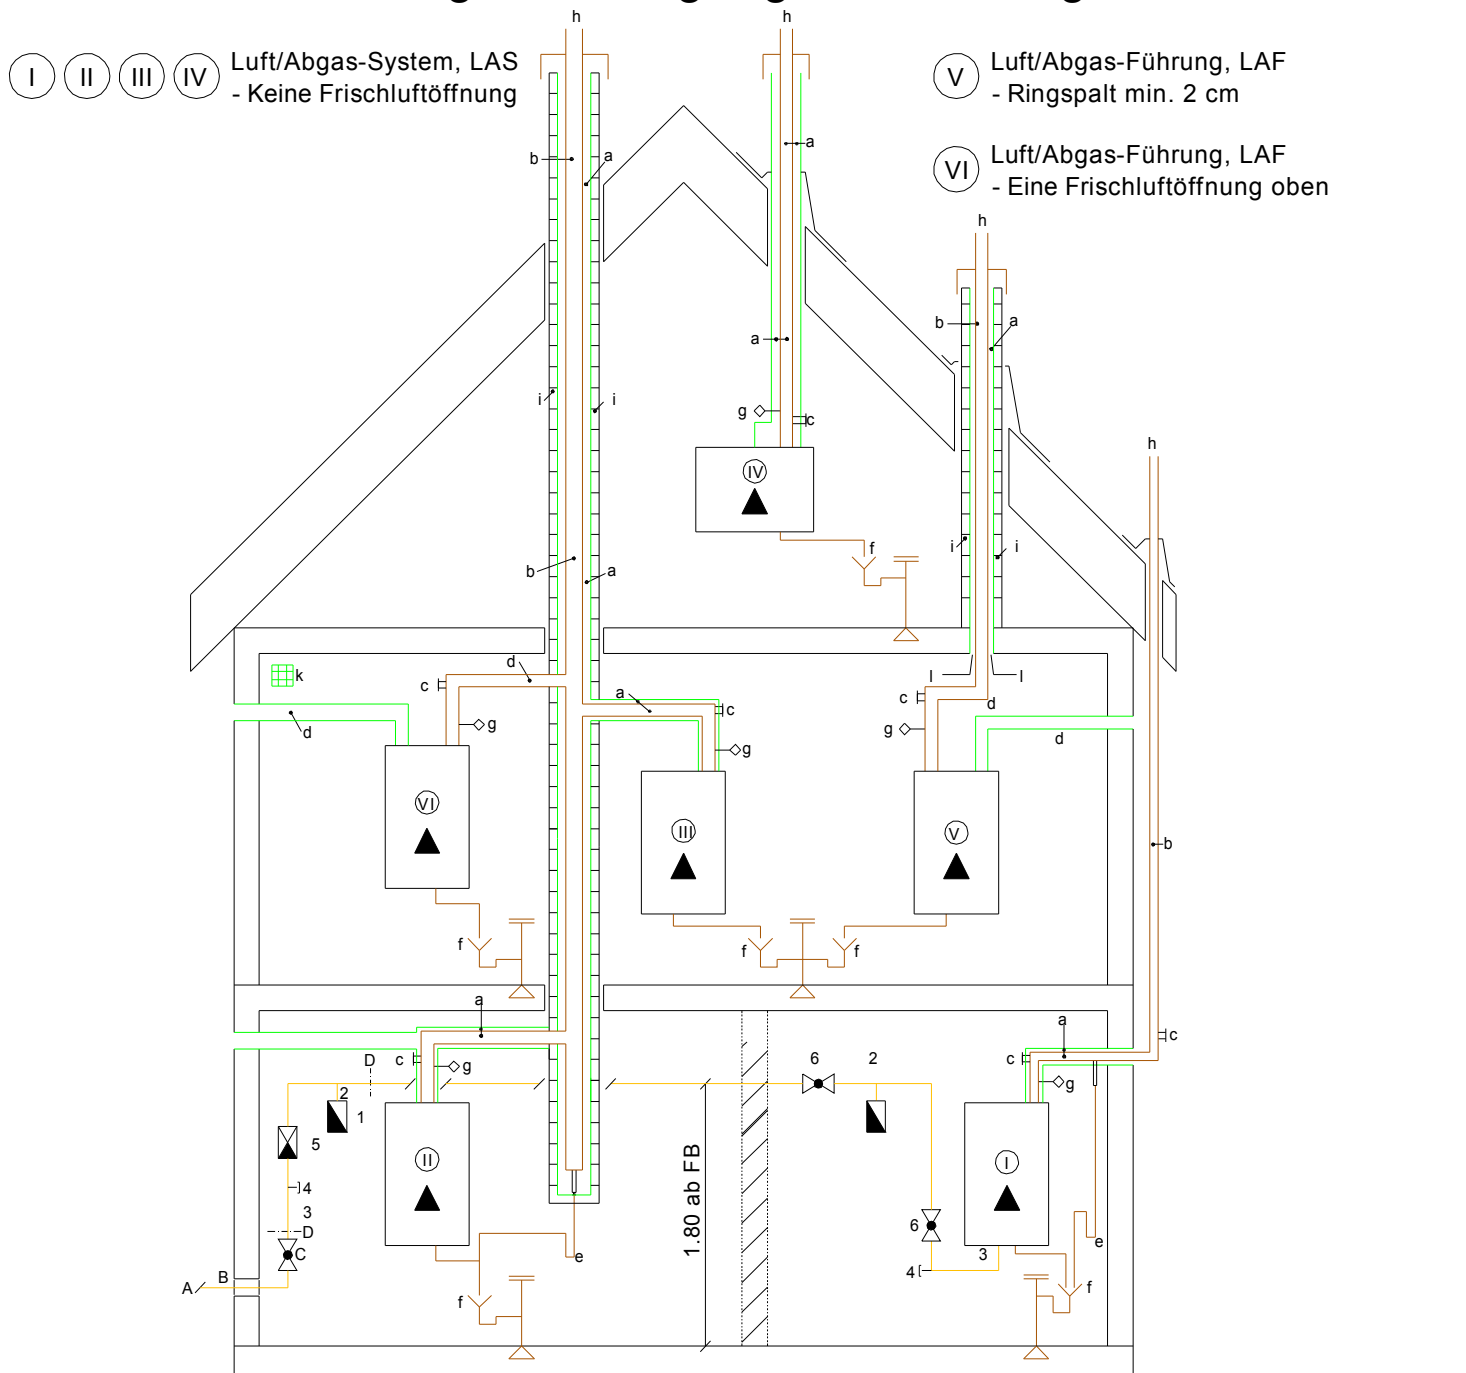 h
h
I II III IV Luft/Abgas-System, LAS
- Keine Frischluftöffnung
V Luft/Abgas-Führung, LAF
- Ringspalt min. 2 cm
VI Luft/Abgas-Führung, LAF
- Eine Frischluftöffnung oben
b
a
a
h
b
a
a
i
i
g
c
h
IV
b
a
f
i
i
d
k
c
a
c
l
l
c
d
d
g
g
g
d
VI
III
V
b
f
f
f
a
a
c
D
c
g
6
2
c
g
2
1
5
II
I
4
3
D
C
B
A
1.80 ab FB
6
4
3
e
e
f
f